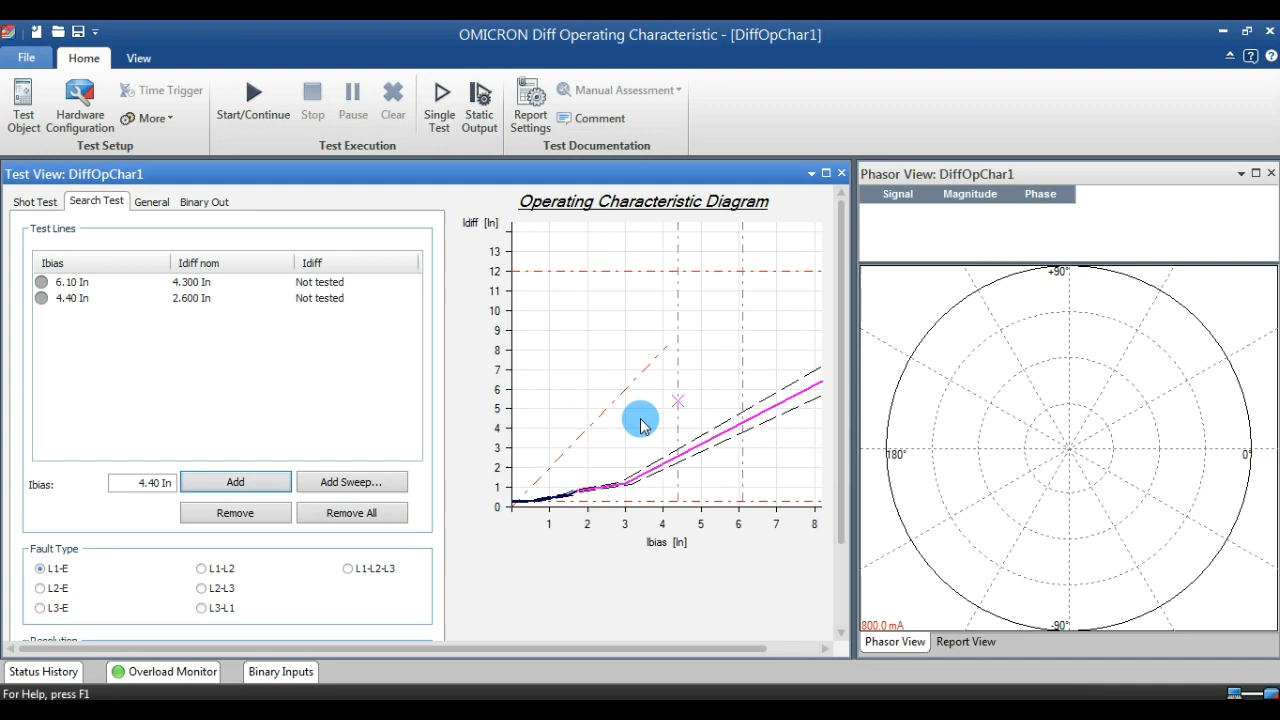 OMICRON Diff Operating Characteristic - [DiffOpChar1]
File Home View
Test Object
Hardware Configuration
Time Trigger
More
Test Setup
Start/Continue Stop Pause Clear
Single Test
Static Output
Test Execution
Report Settings
Manual Assessment
Comment
Test Documentation
Test View: DiffOpChar1
Shot Test Search Test General Binary Out
Test Lines
Ibias Idiff nom Idiff
6.10 In 4.300 In Not tested
4.40 In 2.600 In Not tested
Ibias: 4.40 In Add Add Sweep...
Remove Remove All
Fault Type
L1-E L1-L2 L1-L2-L3
L2-E L2-L3
L3-E L3-L1
Resolution
Operating Characteristic Diagram
Idiff [In]
13
12
11
10
9
8
7
6
5
4
3
2
1
0
1 2 3 4 5 6 7 8
Ibias [In]
Phasor View: DiffOpChar1
Signal Magnitude Phase
+90°
180° 0°
-90°
800.0 mA
Phasor View Report View
Status History Overload Monitor Binary Inputs
For Help, press F1